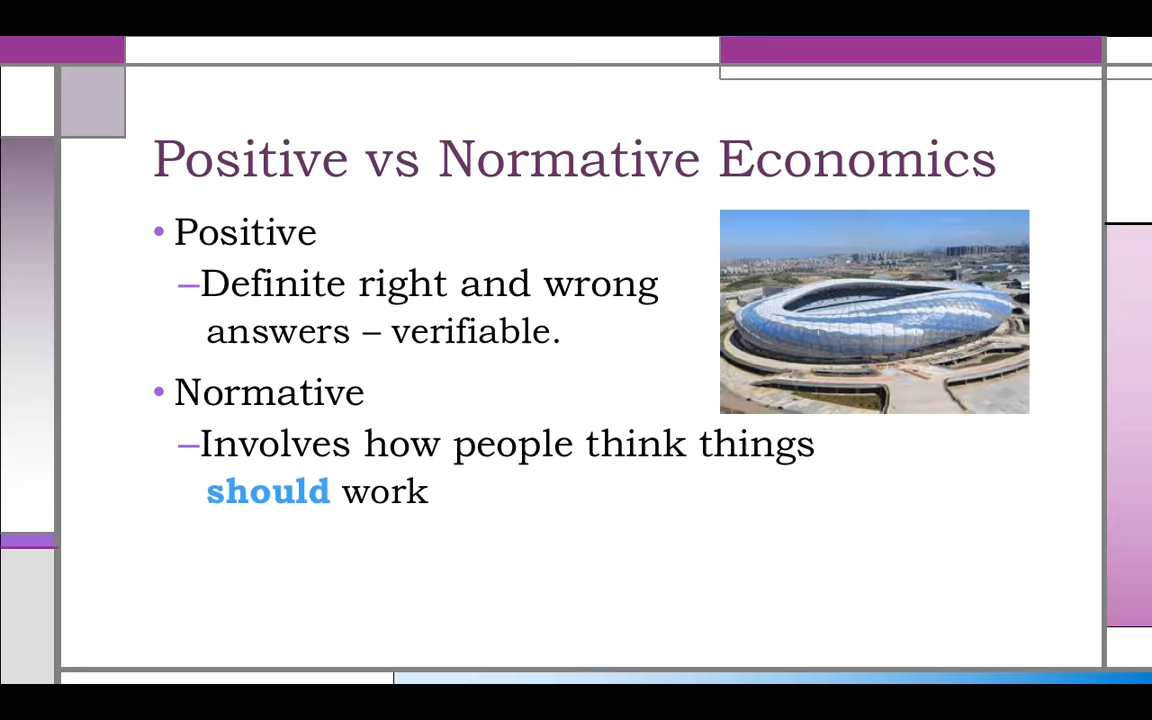 Positive vs Normative Economics
• Positive
–Definite right and wrong
answers – verifiable.
• Normative
–Involves how people think things
should work